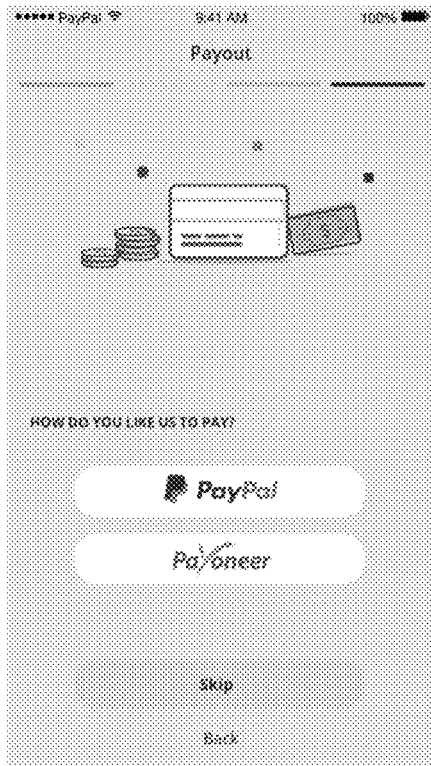 PayPal 9:41 AM 100%
Payout
HOW DO YOU LIKE US TO PAY?
PayPal
Payoneer
Skip
Back